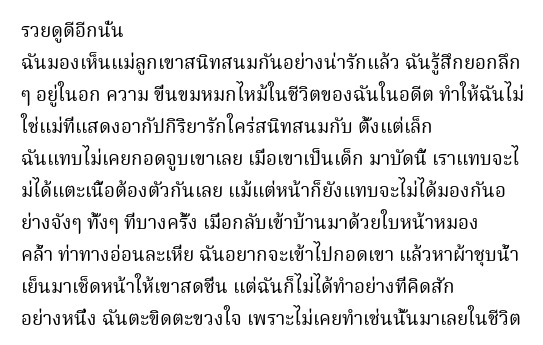 รวยดูดีอีกนั้น
ฉันมองเห็นแม่ลูกเขาสนิทสนมกันอย่างน่ารักแล้ว ฉันรู้สึกยอกลึก
ๆ อยู่ในอก ความ ขื่นขมหมกไหม้ในชีวิตของฉันในอดีต ทำให้ฉันไม่
ใช่แม่ที่แสดงอากัปกิริยารักใคร่สนิทสนมกับ ตั้งแต่เล็ก
ฉันแทบไม่เคยกอดจูบเขาเลย เมื่อเขาเป็นเด็ก มาบัดนี้ เราแทบจะไ
ม่ได้แตะเนื้อต้องตัวกันเลย แม้แต่หน้าก็ยังแทบจะไม่ได้มองกันอ
ย่างจังๆ ทั้งๆ ที่บางครั้ง เมื่อกลับเข้าบ้านมาด้วยใบหน้าหมอง
คล้ำ ท่าทางอ่อนละเหี่ย ฉันอยากจะเข้าไปกอดเขา แล้วหาผ้าชุบน้ำ
เย็นมาเช็ดหน้าให้เขาสดชื่น แต่ฉันก็ไม่ได้ทำอย่างที่คิดสัก
อย่างหนึ่ง ฉันตะขิดตะขวงใจ เพราะไม่เคยทำเช่นนั้นมาเลยในชีวิต